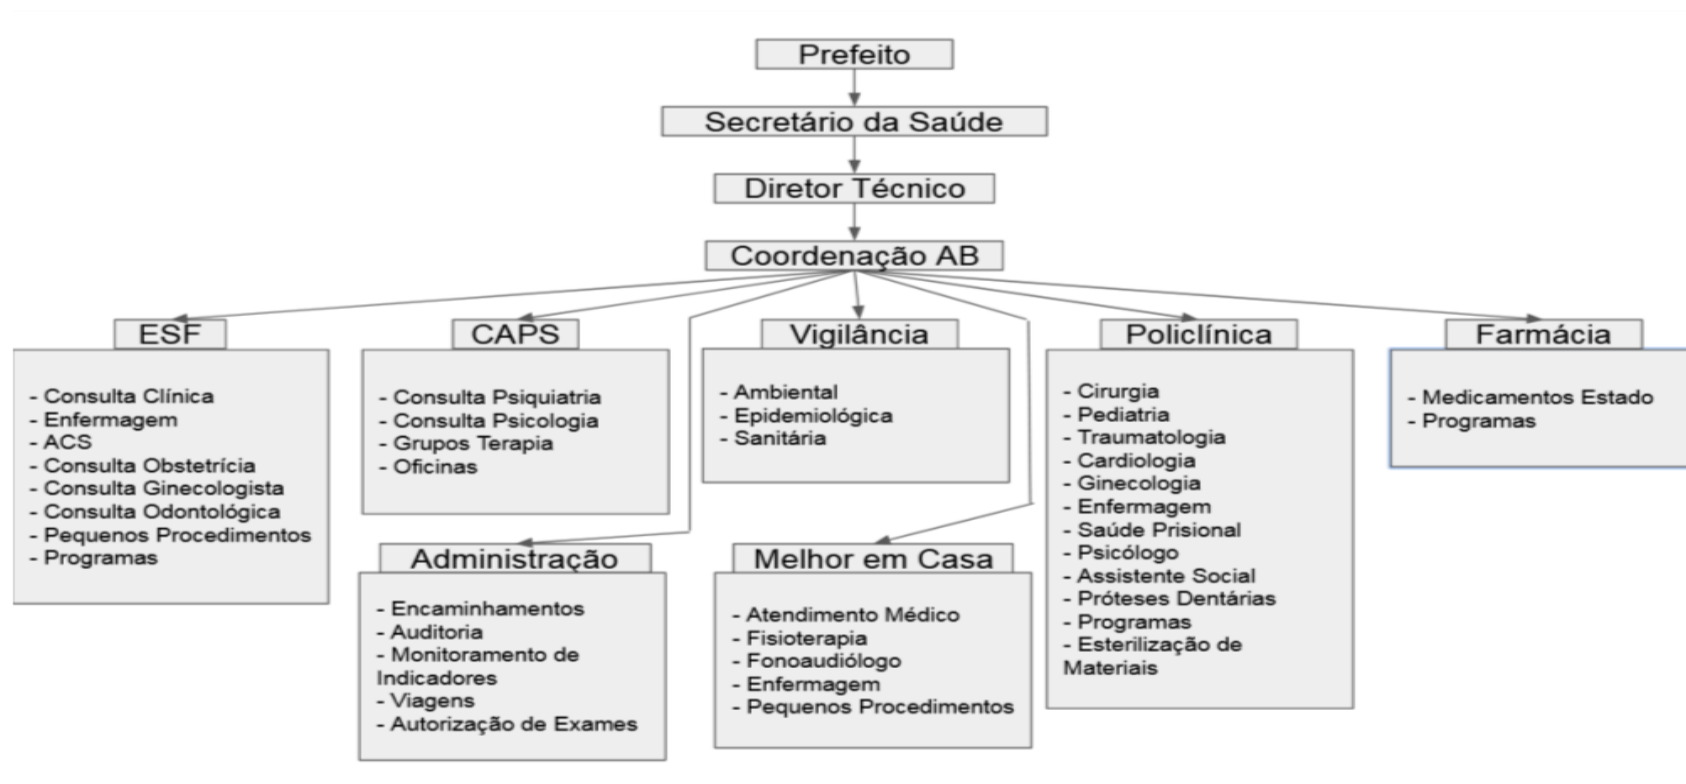 Prefeito
Secretário da Saúde
Diretor Técnico
Coordenação AB
ESF
- Consulta Clínica
- Enfermagem
- ACS
- Consulta Obstetrícia
- Consulta Ginecologista
- Consulta Odontológica
- Pequenos Procedimentos
- Programas
CAPS
- Consulta Psiquiatria
- Consulta Psicologia
- Grupos Terapia
- Oficinas
Vigilância
- Ambiental
- Epidemiológica
- Sanitária
Policlínica
- Cirurgia
- Pediatria
- Traumatologia
- Cardiologia
- Ginecologia
- Enfermagem
- Saúde Prisional
- Psicólogo
- Assistente Social
- Próteses Dentárias
- Programas
- Esterilização de
Materiais
Farmácia
- Medicamentos Estado
- Programas
Administração
- Encaminhamentos
- Auditoria
- Monitoramento de
Indicadores
- Viagens
- Autorização de Exames
Melhor em Casa
- Atendimento Médico
- Fisioterapia
- Fonoaudiólogo
- Enfermagem
- Pequenos Procedimentos